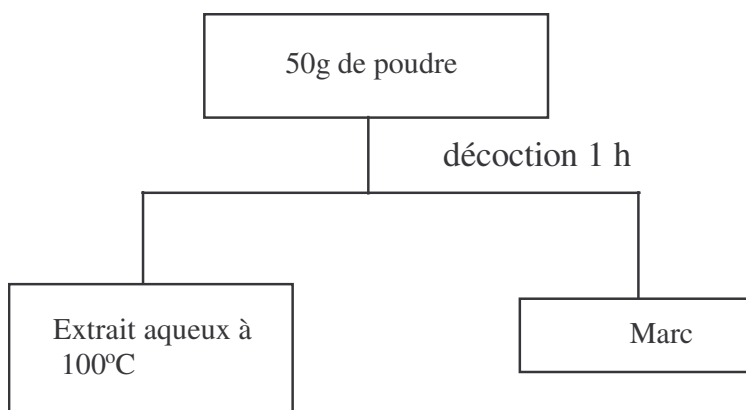 50g de poudre
décoction 1 h
Extrait aqueux à
100ºC
Marc